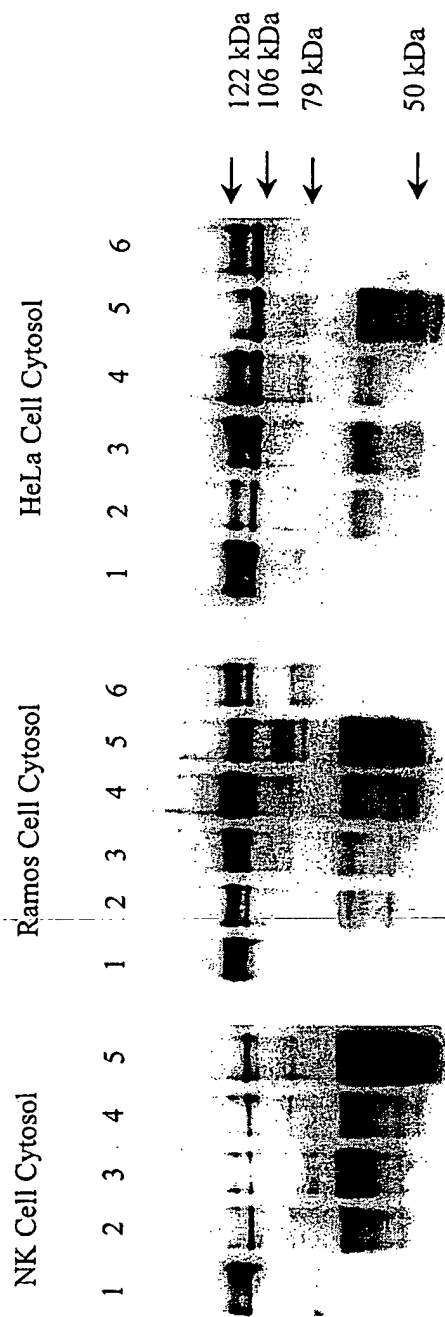 NK Cell Cytosol
1 2 3 4 5
Ramos Cell Cytosol
1 2 3 4 5 6
HeLa Cell Cytosol
1 2 3 4 5 6
122 kDa
106 kDa
79 kDa
50 kDa